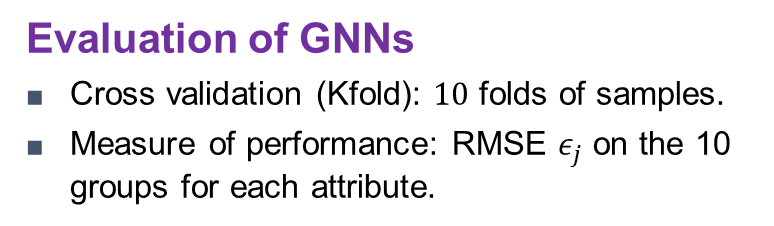 Evaluation of GNNs
▪ Cross validation (Kfold): 10 folds of samples.
▪ Measure of performance: RMSE ϵ_j on the 10
groups for each attribute.